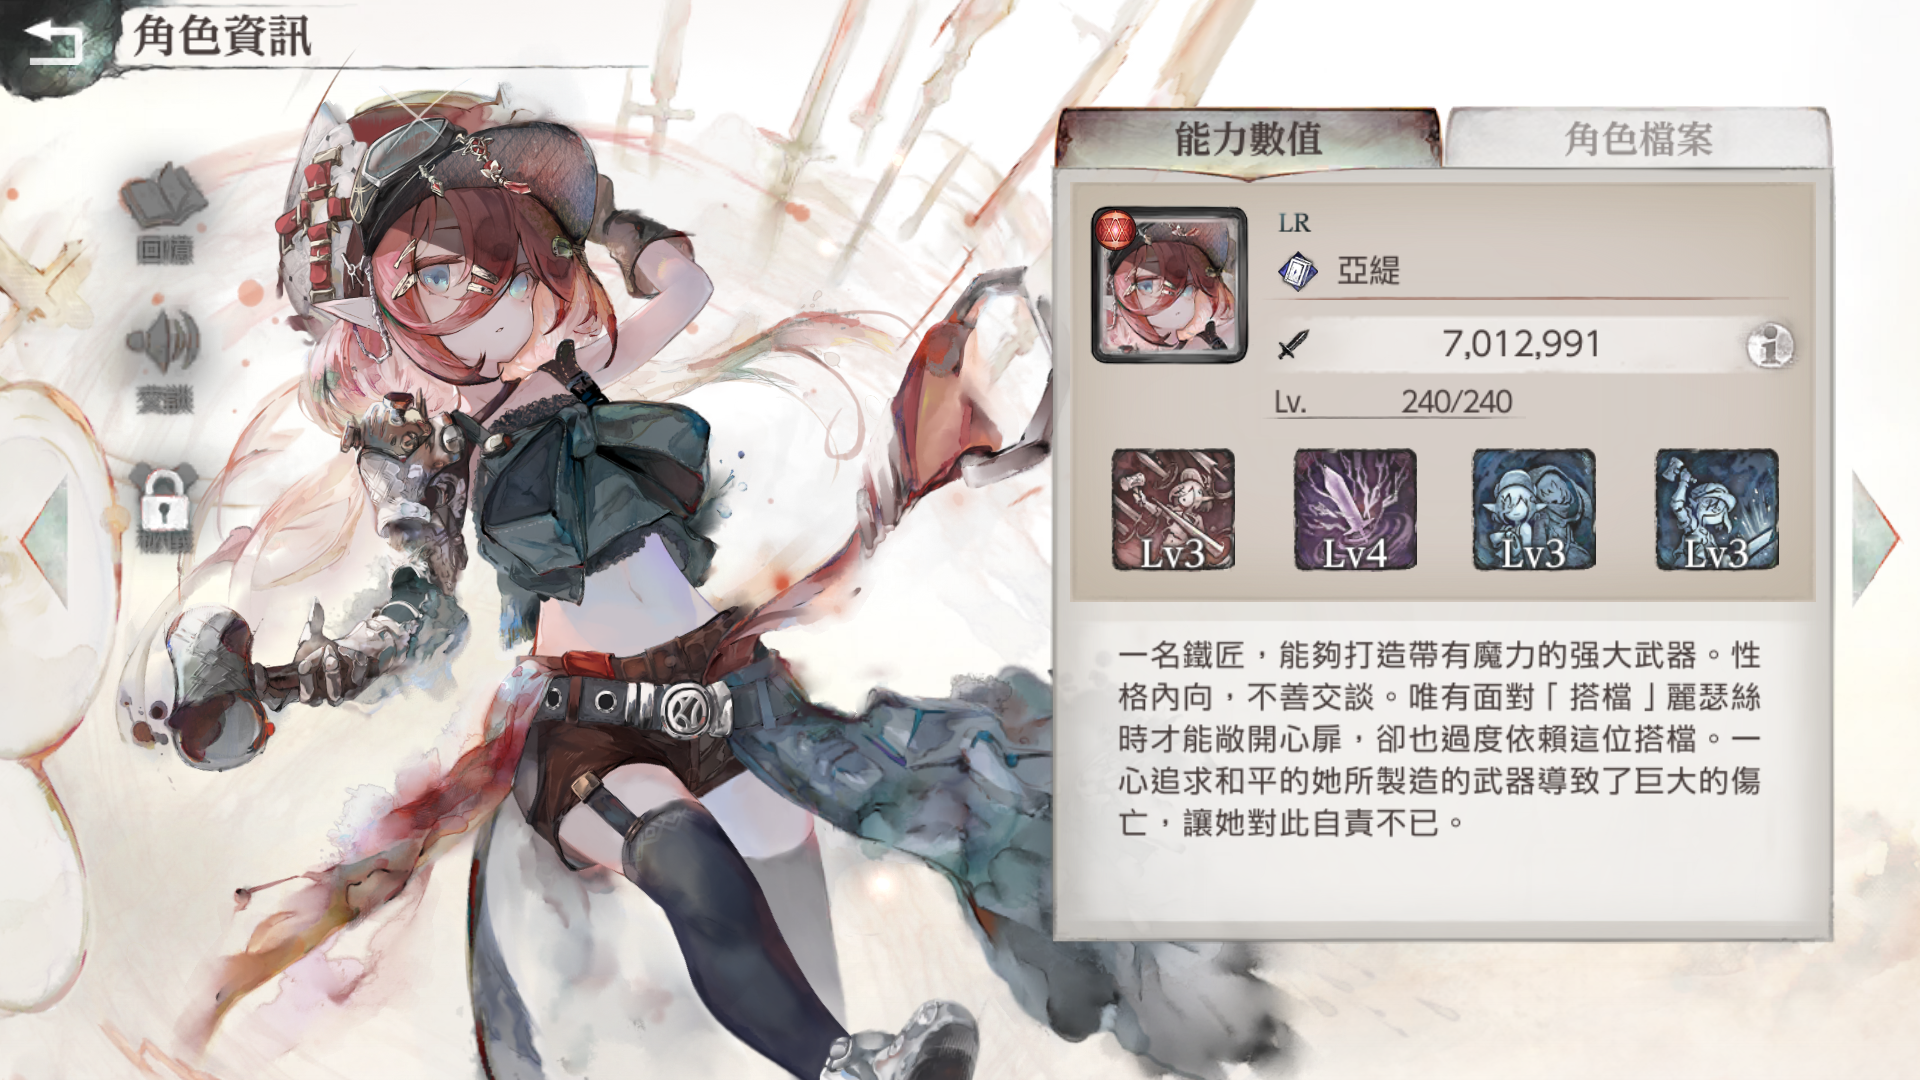 角色資訊
回憶
交談
能力數值
角色檔案
LR
亞緹
7,012,991
Lv. 240/240
Lv3
Lv4
Lv3
Lv3
一名鐵匠，能夠打造帶有魔力的强大武器。性
格內向，不善交談。唯有面對「搭檔」麗瑟絲
時才能敞開心扉，卻也過度依賴這位搭檔。一
心追求和平的她所製造的武器導致了巨大的傷
亡，讓她對此自責不已。